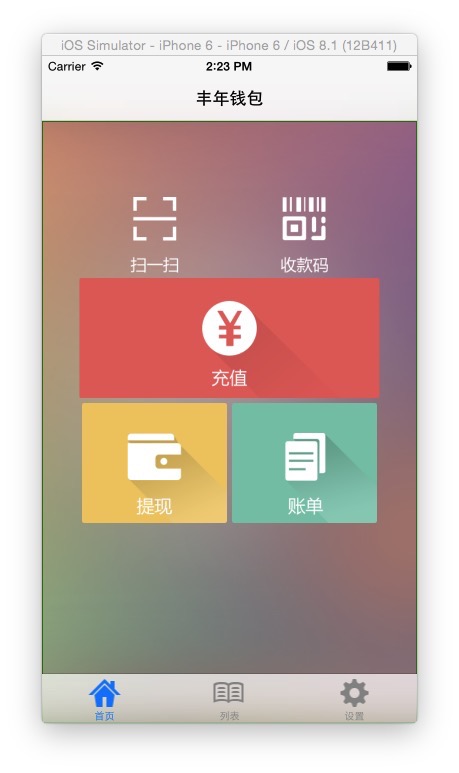 iOS Simulator - iPhone 6 - iPhone 6 / iOS 8.1 (12B411)
Carrier 2:23 PM
丰年钱包
扫一扫 收款码
¥
充值
提现 账单
首页 列表 设置